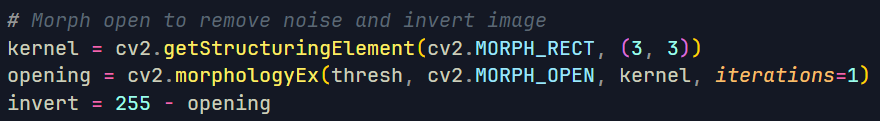 # Morph open to remove noise and invert image
kernel = cv2.getStructuringElement(cv2.MORPH_RECT, (3, 3))
opening = cv2.morphologyEx(thresh, cv2.MORPH_OPEN, kernel, iterations=1)
invert = 255 - opening